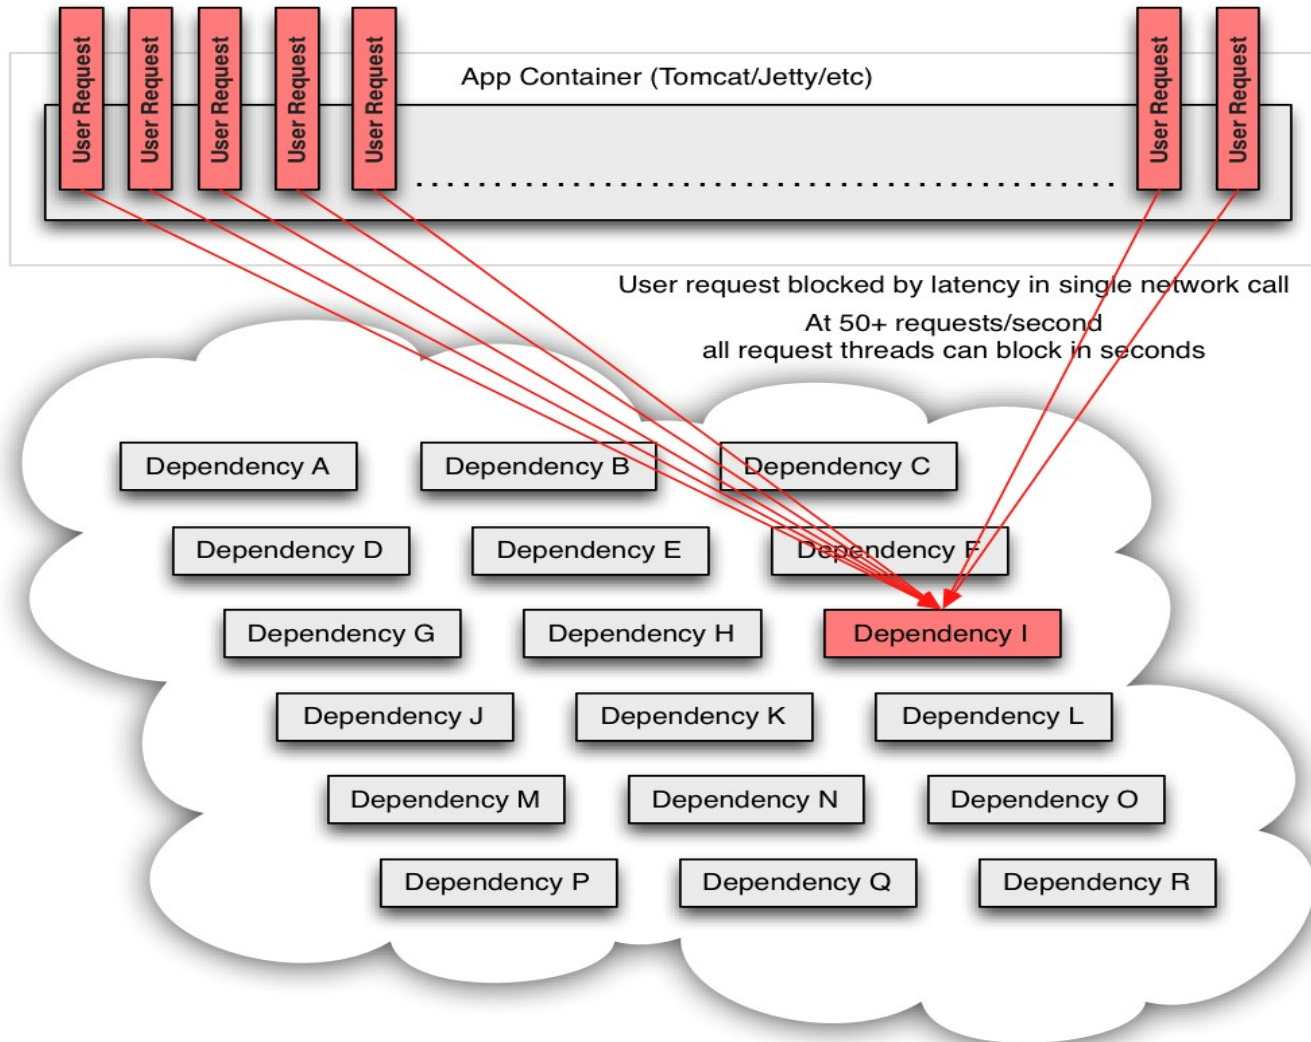 User Request
User Request
User Request
User Request
User Request
User Request
User Request
App Container (Tomcat/Jetty/etc)
User request blocked by latency in single network call
At 50+ requests/second
all request threads can block in seconds
Dependency A
Dependency B
Dependency C
Dependency D
Dependency E
Dependency F
Dependency G
Dependency H
Dependency I
Dependency J
Dependency K
Dependency L
Dependency M
Dependency N
Dependency O
Dependency P
Dependency Q
Dependency R